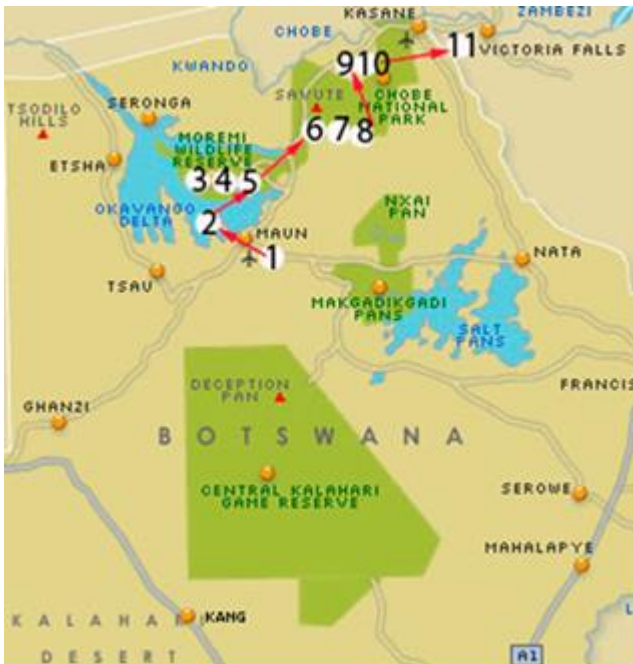 KASANE
ZAMBEZI
CHOBE
11
VICTORIA FALLS
9 10
KWANDO
CHOBE
NATIONAL
PARK
SERONGA
SAVUTE
TSODILO
HILLS
6 7 8
MOREMI
WILDLIFE
RESERVE
ETSHA
3 4 5
NXAI
PAN
OKAVANGO
DELTA
2
MAUN
1
NATA
TSAU
MAKGADIKGADI
PANS
SALT
PANS
DECEPTION
PAN
FRANCIS
GHANZI
BOTSWANA
CENTRAL KALAHARI
GAME RESERVE
SEROWE
MAHALAPYE
KALAHARI
DESERT
KANG
A1
L